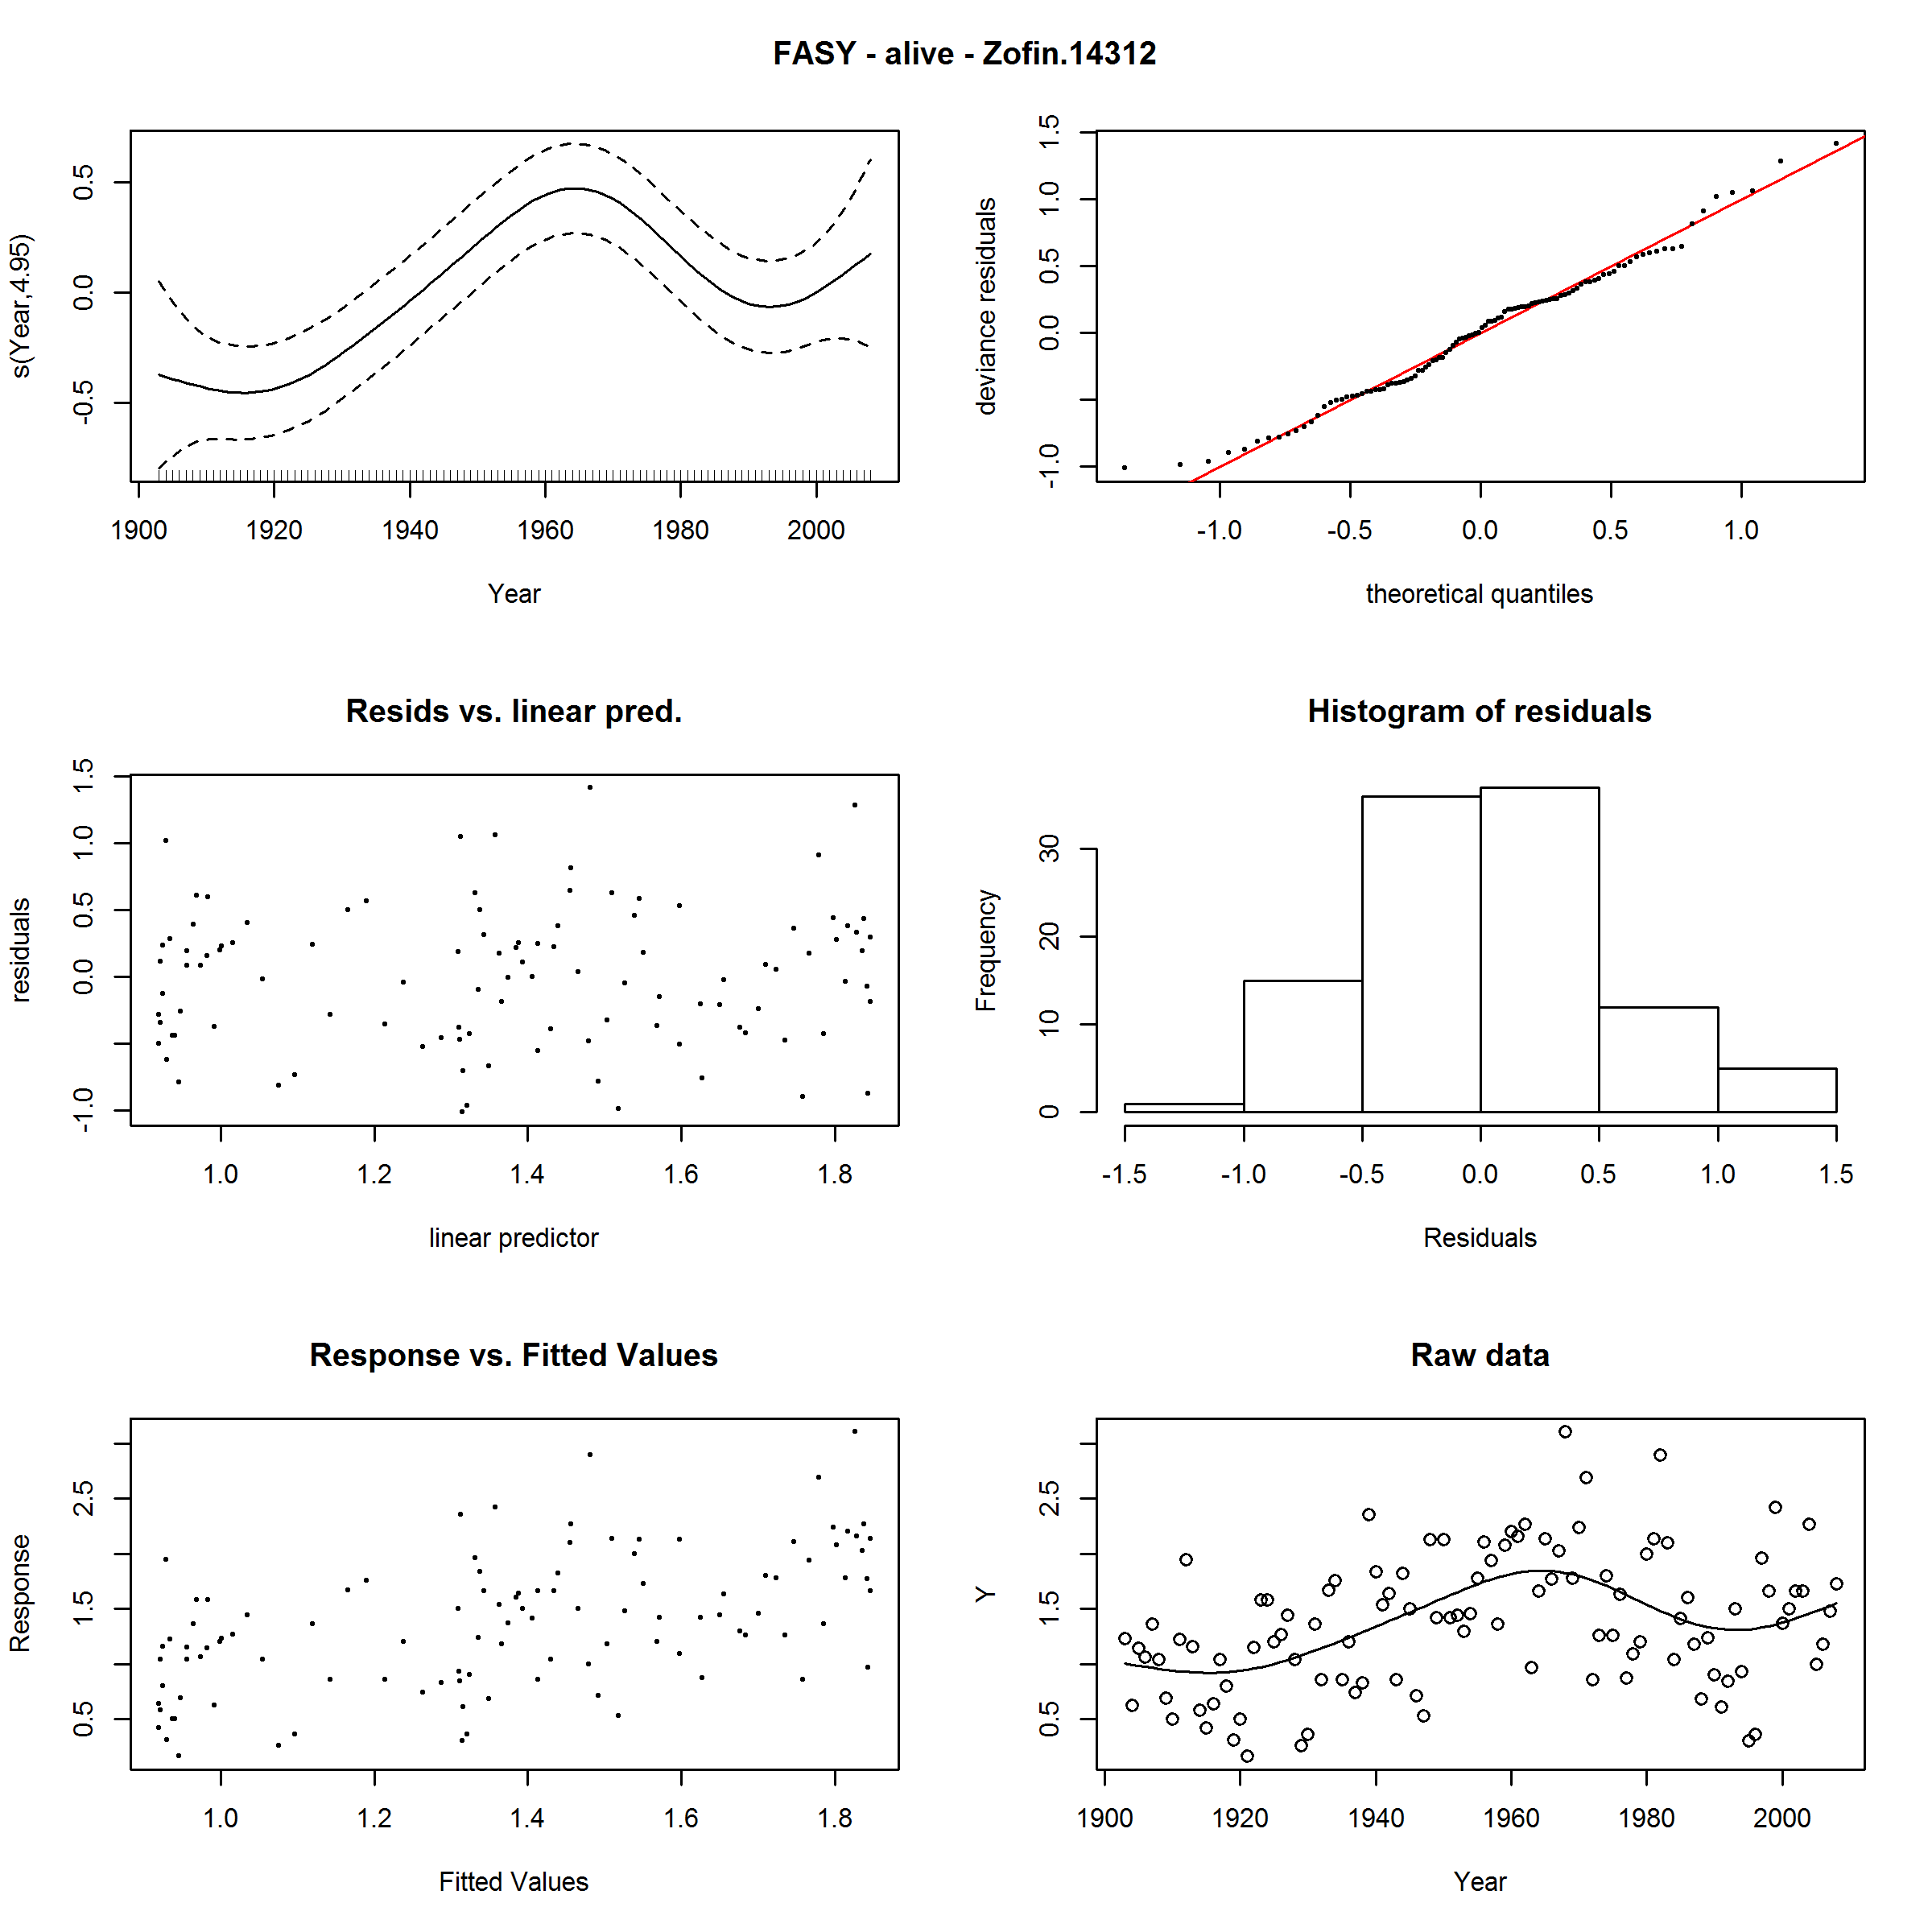 FASY - alive - Zofin.14312
s(Year,4.95)
0.5
0.0
-0.5
1900 1920 1940 1960 1980 2000
Year
deviance residuals
1.5
1.0
0.5
0.0
-1.0
-1.0 -0.5 0.0 0.5 1.0
theoretical quantiles
Resids vs. linear pred.
residuals
1.5
1.0
0.5
0.0
-1.0
1.0 1.2 1.4 1.6 1.8
linear predictor
Histogram of residuals
Frequency
30
20
10
0
-1.5 -1.0 -0.5 0.0 0.5 1.0 1.5
Residuals
Response vs. Fitted Values
Response
2.5
1.5
0.5
1.0 1.2 1.4 1.6 1.8
Fitted Values
Raw data
Y
2.5
1.5
0.5
1900 1920 1940 1960 1980 2000
Year